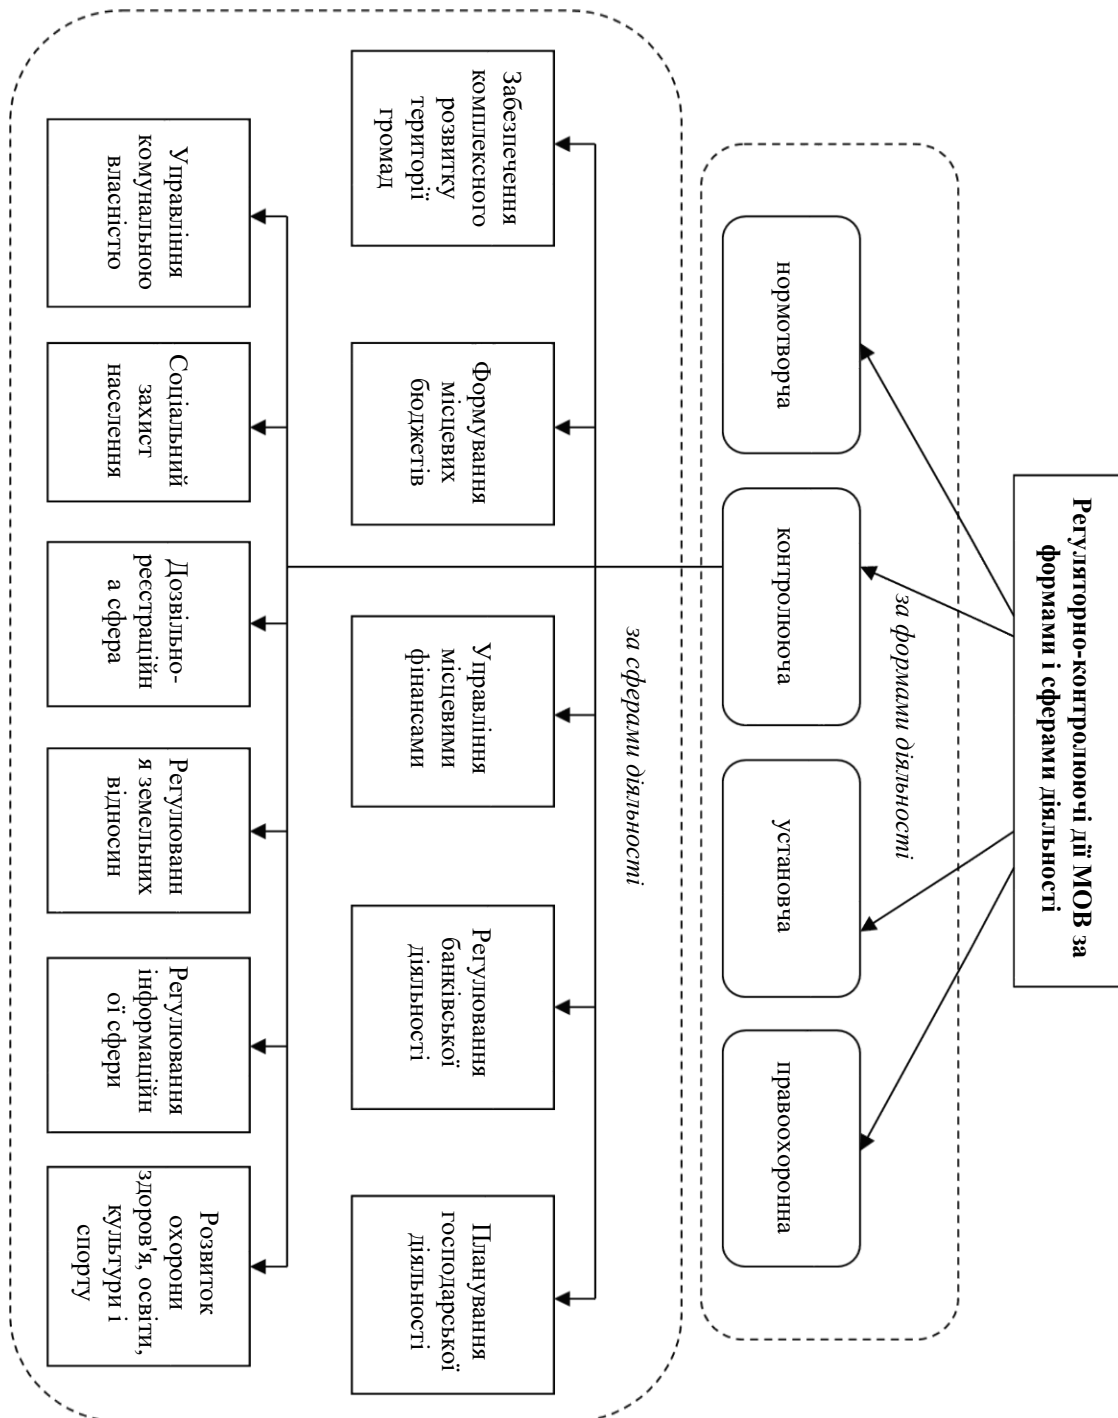 Регуляторно-контролюючі дії МОВ за
формами і сферами діяльності
за формами діяльності
нормотворча
контролююча
установча
правоохоронна
за сферами діяльності
Забезпечення
комплексного
розвитку
території
громад
Формування
місцевих
бюджетів
Управління
місцевими
фінансами
Регулювання
банківської
діяльності
Планування
господарської
діяльності
Управління
комунальною
власністю
Соціальний
захист
населення
Дозвільно-
реєстраційн
а сфера
Регулюванн
я земельних
відносин
Регулювання
інформаційн
ої сфери
Розвиток
охорони
здоров'я, освіти,
культури і
спорту